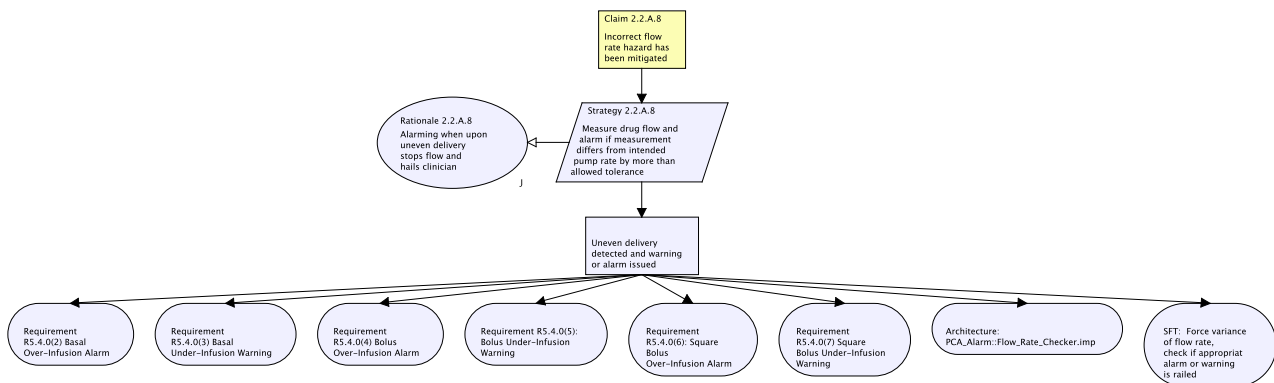 Claim 2.2.A.8
Incorrect flow
rate hazard has
been mitigated
Rationale 2.2.A.8
Alarming when upon
uneven delivery
stops flow and
hails clinician
J
Strategy 2.2.A.8
Measure drug flow and
alarm if measurement
differs from intended
pump rate by more than
allowed tolerance
Uneven delivery
detected and warning
or alarm issued
Requirement
R5.4.0(2) Basal
Over-Infusion Alarm
Requirement
R5.4.0(3) Basal
Under-Infusion Warning
Requirement
R5.4.0(4) Bolus
Over-Infusion Alarm
Requirement R5.4.0(5):
Bolus Under-Infusion
Warning
Requirement
R5.4.0(6): Square
Bolus
Over-Infusion Alarm
Requirement
R5.4.0(7) Square
Bolus Under-Infusion
Warning
Architecture:
PCA_Alarm::Flow_Rate_Checker.imp
SFT: Force variance
of flow rate,
check if appropriat
alarm or warning
is railed